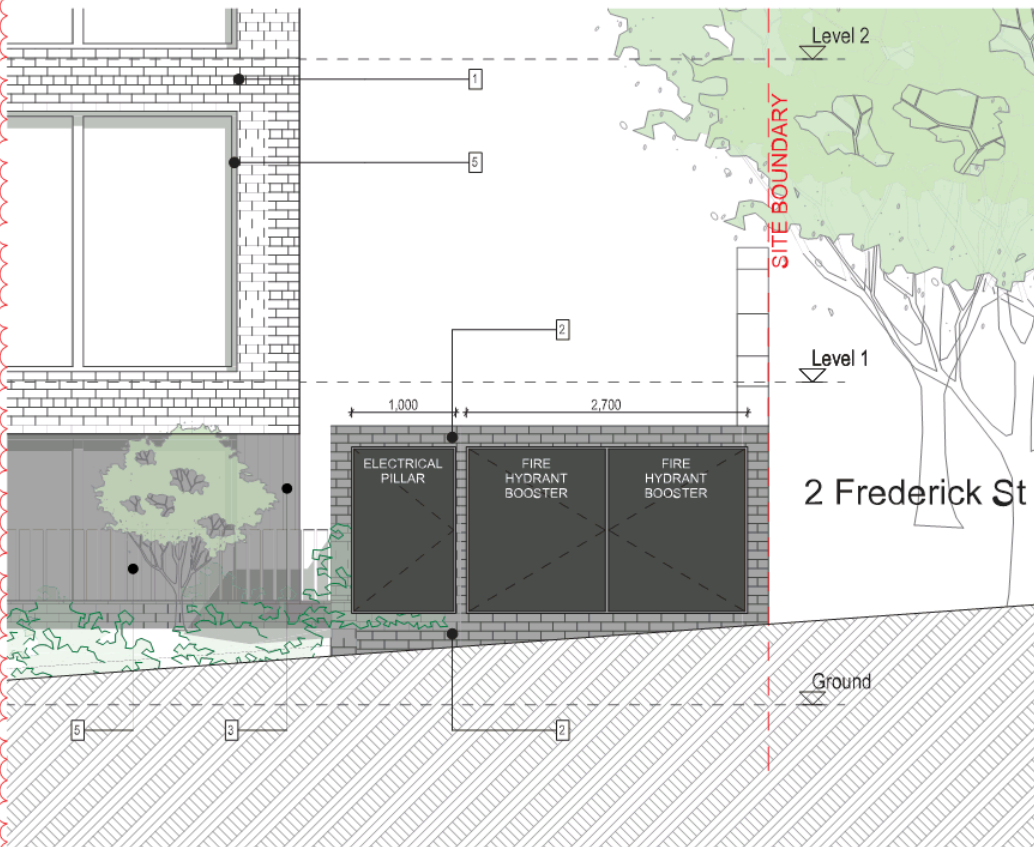 Level 2
1
SITE BOUNDARY
5
2
Level 1
1,000
2,700
ELECTRICAL
PILLAR
FIRE
HYDRANT
BOOSTER
FIRE
HYDRANT
BOOSTER
2 Frederick St
Ground
5
3
2